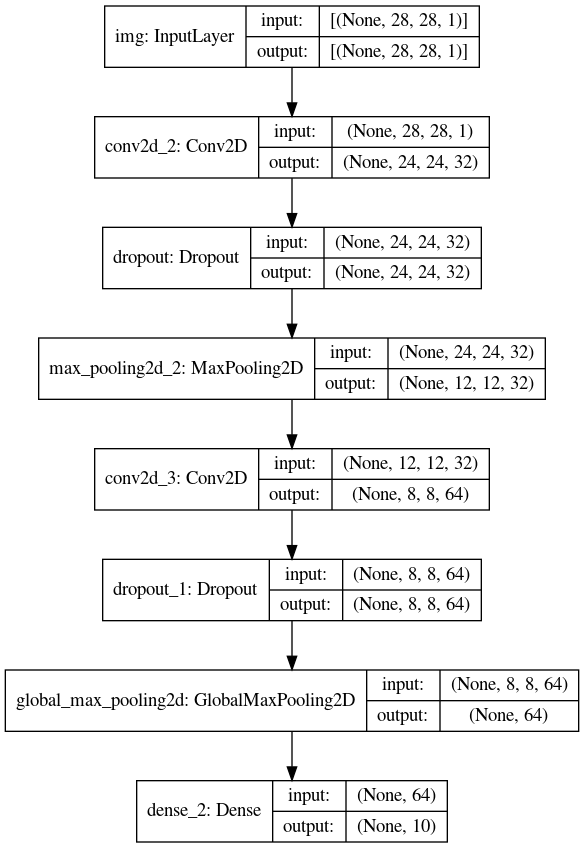 img: InputLayer
input: [(None, 28, 28, 1)]
output: [(None, 28, 28, 1)]
conv2d_2: Conv2D
input: (None, 28, 28, 1)
output: (None, 24, 24, 32)
dropout: Dropout
input: (None, 24, 24, 32)
output: (None, 24, 24, 32)
max_pooling2d_2: MaxPooling2D
input: (None, 24, 24, 32)
output: (None, 12, 12, 32)
conv2d_3: Conv2D
input: (None, 12, 12, 32)
output: (None, 8, 8, 64)
dropout_1: Dropout
input: (None, 8, 8, 64)
output: (None, 8, 8, 64)
global_max_pooling2d: GlobalMaxPooling2D
input: (None, 8, 8, 64)
output: (None, 64)
dense_2: Dense
input: (None, 64)
output: (None, 10)